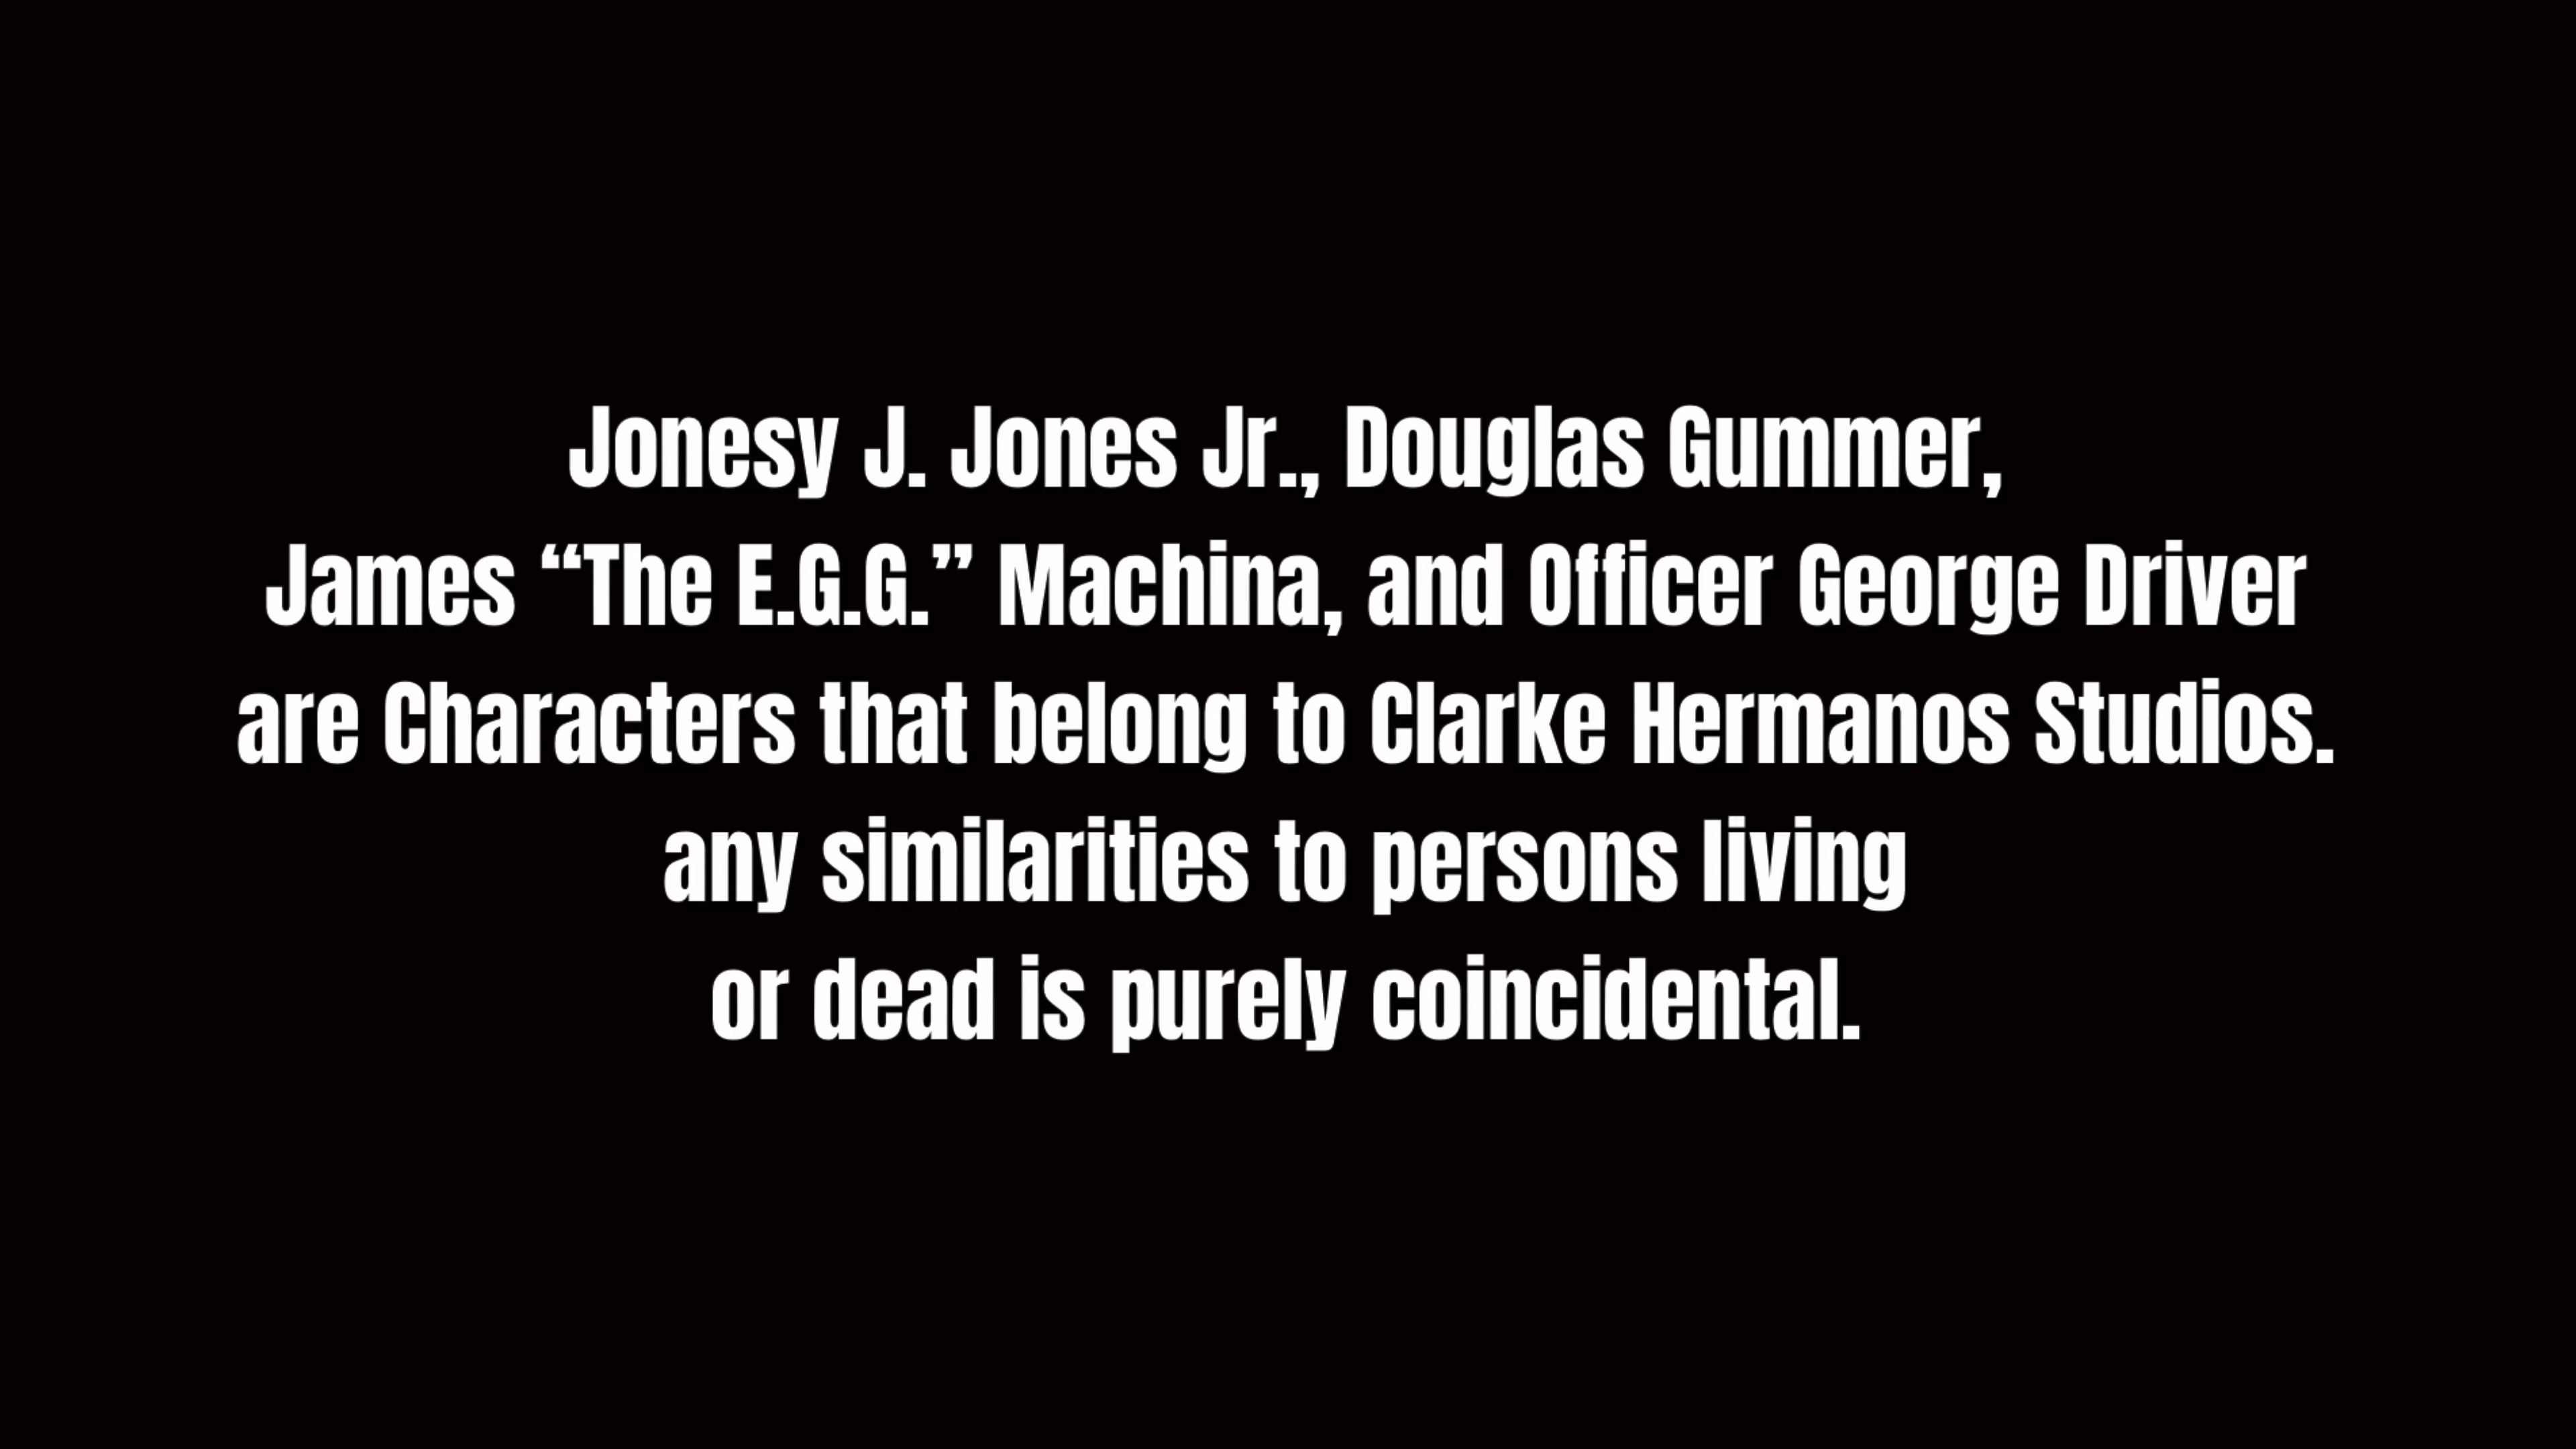 Jonesy J. Jones Jr., Douglas Gummer,
James “The E.G.G.” Machina, and Officer George Driver
are Characters that belong to Clarke Hermanos Studios.
any similarities to persons living
or dead is purely coincidental.